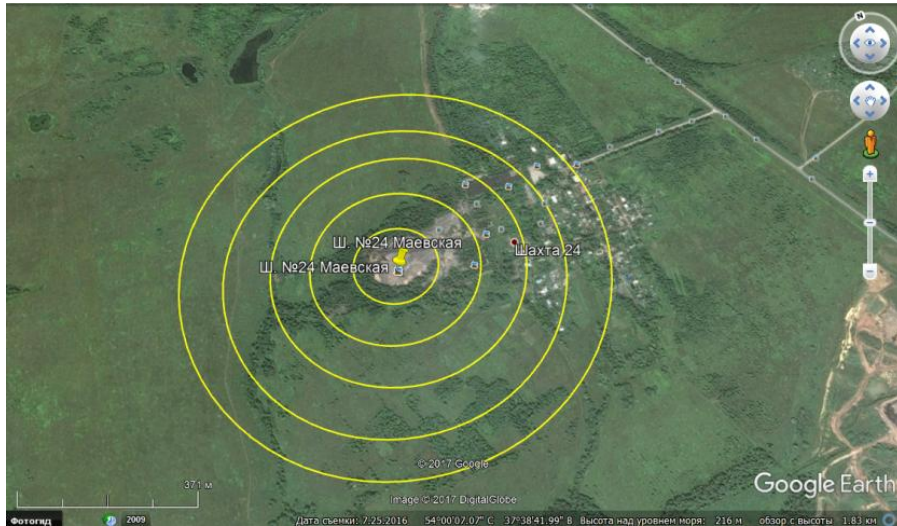 N
Ш. №24 Маевская
Ш. №24 Маевская
Шахта 24
© 2017 Google
371 м
Image © 2017 DigitalGlobe
Google Earth
Фотогид
2009
Дата съемки: 7.25.2016 54°00'07.07" С 37°38'41.99" В Высота над уровнем моря: 216 м обзор с высоты 1.83 км